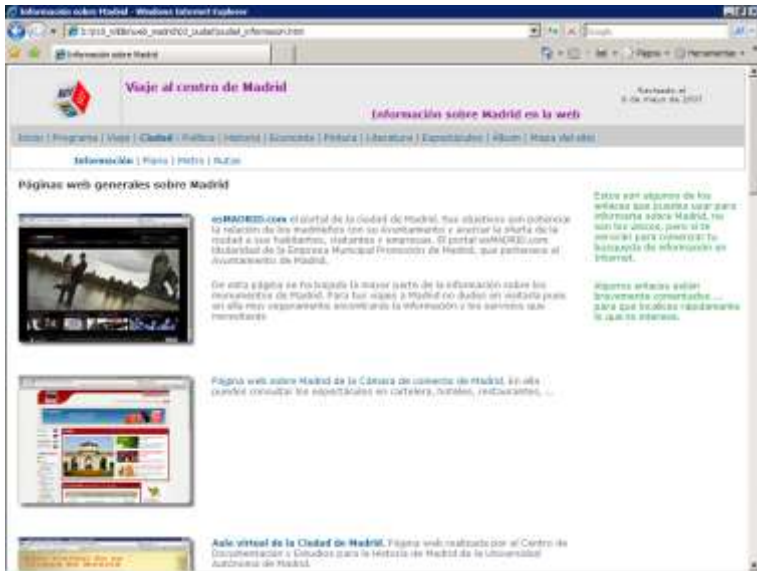 Información sobre Madrid - Windows Internet Explorer
Información sobre Madrid
Página
Herramientas
Viaje al centro de Madrid
Información sobre Madrid en la web
Revisado el
6 de mayo de 2007
Inicio | Programa | Viaje | Ciudad | Política | Historia | Economía | Pintura | Literatura | Espectáculos | Álbum | Mapa del sitio
Información | Plano | Metro | Rutas
Páginas web generales sobre Madrid
esMADRID.com el portal de la ciudad de Madrid. Sus objetivos son potenciar
la relación de los madrileños con su Ayuntamiento y acercar la oferta de la
ciudad a sus habitantes, visitantes y empresas. El portal esMADRID.com
titularidad de la Empresa Municipal Promoción de Madrid, que pertenece al
Ayuntamiento de Madrid.
De esta página se ha bajado la mayor parte de la información sobre los
monumentos de Madrid. Para tus viajes a Madrid no dudes en visitarla pues
en ella muy seguramente encontrarás la información y los servicios que
necesitarás
Estos son algunos de los
enlaces que puedes usar para
informarte sobre Madrid, no
son los únicos, pero sí te
servirán para comenzar tu
búsqueda de información en
Internet.
Algunos enlaces están
brevemente comentados ...
para que localices rápidamente
lo que te interese.
Página web sobre Madrid de la Cámara de comercio de Madrid. En ella
puedes consultar los espectáculos en cartelera, hoteles, restaurantes, ...
Aula virtual de la Ciudad de Madrid. Página web realizada por el Centro de
Documentación y Estudios para la Historia de Madrid de la Universidad
Autónoma de Madrid.